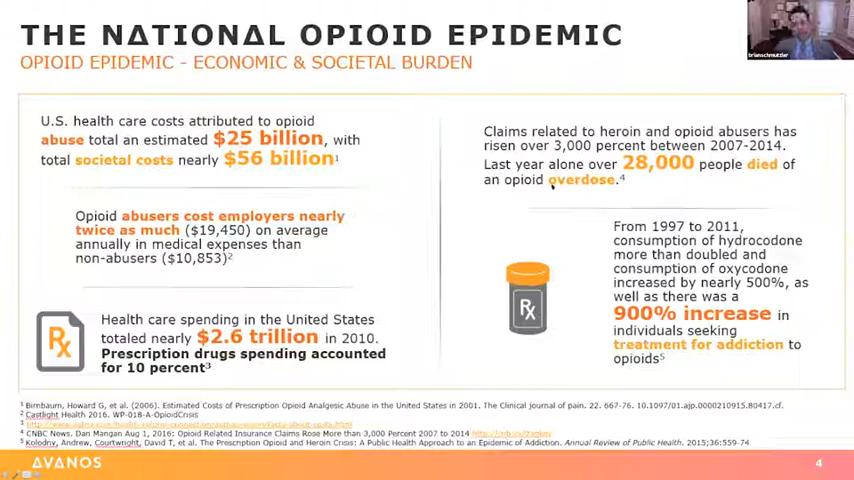 THE NΔTIONΔL OPIOID EPIDEMIC
OPIOID EPIDEMIC - ECONOMIC & SOCIETAL BURDEN
brianschmutzler
U.S. health care costs attributed to opioid
abuse total an estimated $25 billion, with
total societal costs nearly $56 billion¹
Opioid abusers cost employers nearly
twice as much ($19,450) on average
annually in medical expenses than
non-abusers ($10,853)²
Health care spending in the United States
totaled nearly $2.6 trillion in 2010.
Prescription drugs spending accounted
for 10 percent³
Rx
Claims related to heroin and opioid abusers has
risen over 3,000 percent between 2007-2014.
Last year alone over 28,000 people died of
an opioid overdose.⁴
Rx
From 1997 to 2011,
consumption of hydrocodone
more than doubled and
consumption of oxycodone
increased by nearly 500%, as
well as there was a
900% increase in
individuals seeking
treatment for addiction to
opioids⁵
¹ Birnbaum, Howard G, et al. (2006). Estimated Costs of Prescription Opioid Analgesic Abuse in the United States in 2001. The Clinical journal of pain. 22. 667-76. 10.1097/01.ajp.0000210915.80417.cf.
² Castlight Health 2016. WP-018-A-OpioidCrisis
³
⁴ CNBC News. Dan Mangan Aug 1, 2016: Opioid Related Insurance Claims Rose More than 3,000 Percent 2007 to 2014
⁵ Kolodny, Andrew, Courtwright, David T, et al. The Prescription Opioid and Heroin Crisis: A Public Health Approach to an Epidemic of Addiction. Annual Review of Public Health. 2015;36:559-74
ΔVΔNOS
4